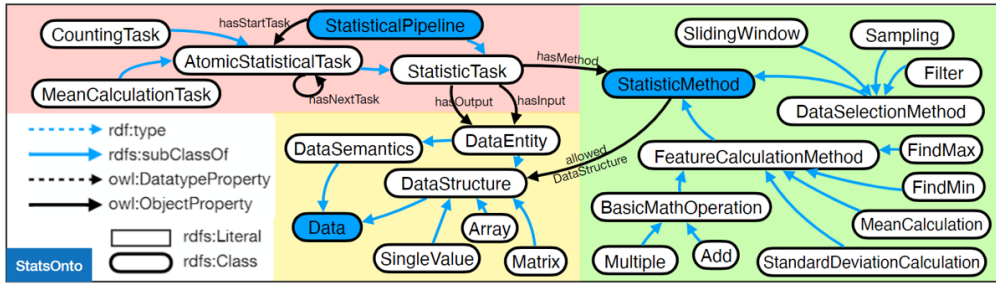 hasStartTask
StatisticalPipeline
CountingTask
AtomicStatisticalTask
StatisticTask
hasMethod
MeanCalculationTask
hasNextTask
hasOutput
hasInput
SlidingWindow
Sampling
Filter
StatisticMethod
DataSelectionMethod
rdf:type
rdfs:subClassOf
owl:DatatypeProperty
owl:ObjectProperty
rdfs:Literal
rdfs:Class
StatsOnto
DataSemantics
DataEntity
allowed
DataStructure
DataStructure
Data
Array
SingleValue
Matrix
FeatureCalculationMethod
FindMax
FindMin
BasicMathOperation
MeanCalculation
Multiple
Add
StandardDeviationCalculation